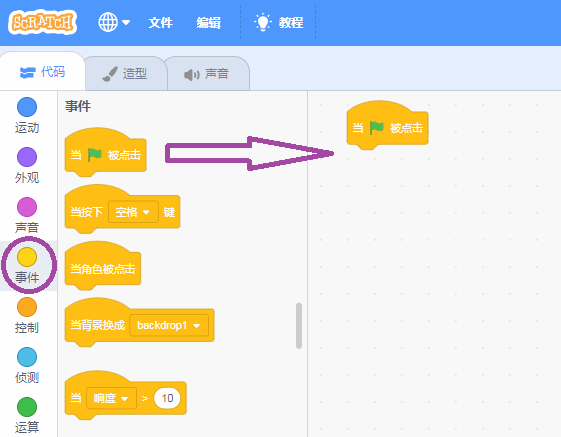 SCRATCH 文件 编辑 教程
代码 造型 声音
运动
外观
声音
事件
控制
侦测
运算
事件
当 被点击
当按下 空格 键
当角色被点击
当背景换成 backdrop1
当 响度 > 10
当 被点击